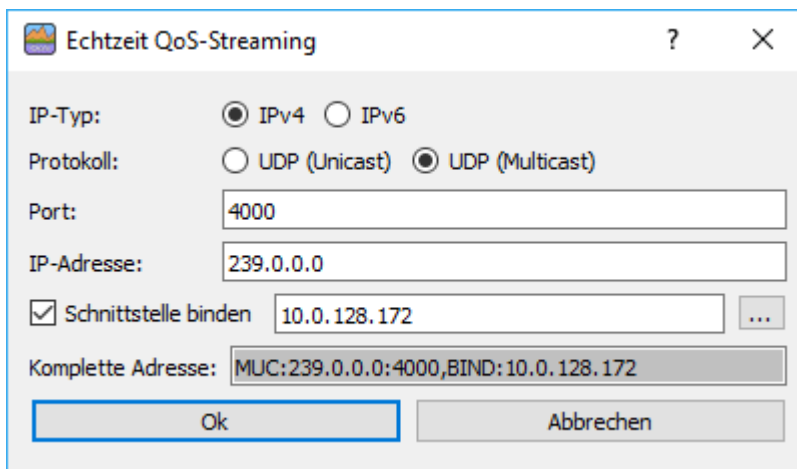 Echtzeit QoS-Streaming ?
IP-Typ: IPv4 IPv6
Protokoll: UDP (Unicast) UDP (Multicast)
Port: 4000
IP-Adresse: 239.0.0.0
Schnittstelle binden 10.0.128.172 ...
Komplette Adresse: MUC:239.0.0.0:4000,BIND:10.0.128.172
Ok Abbrechen